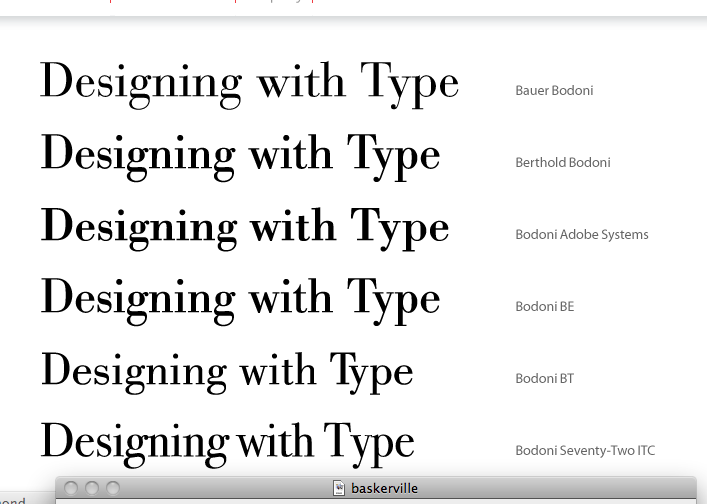 Designing with Type Bauer Bodoni
Designing with Type Berthold Bodoni
Designing with Type Bodoni Adobe Systems
Designing with Type Bodoni BE
Designing with Type Bodoni BT
Designing with Type Bodoni Seventy-Two ITC
baskerville